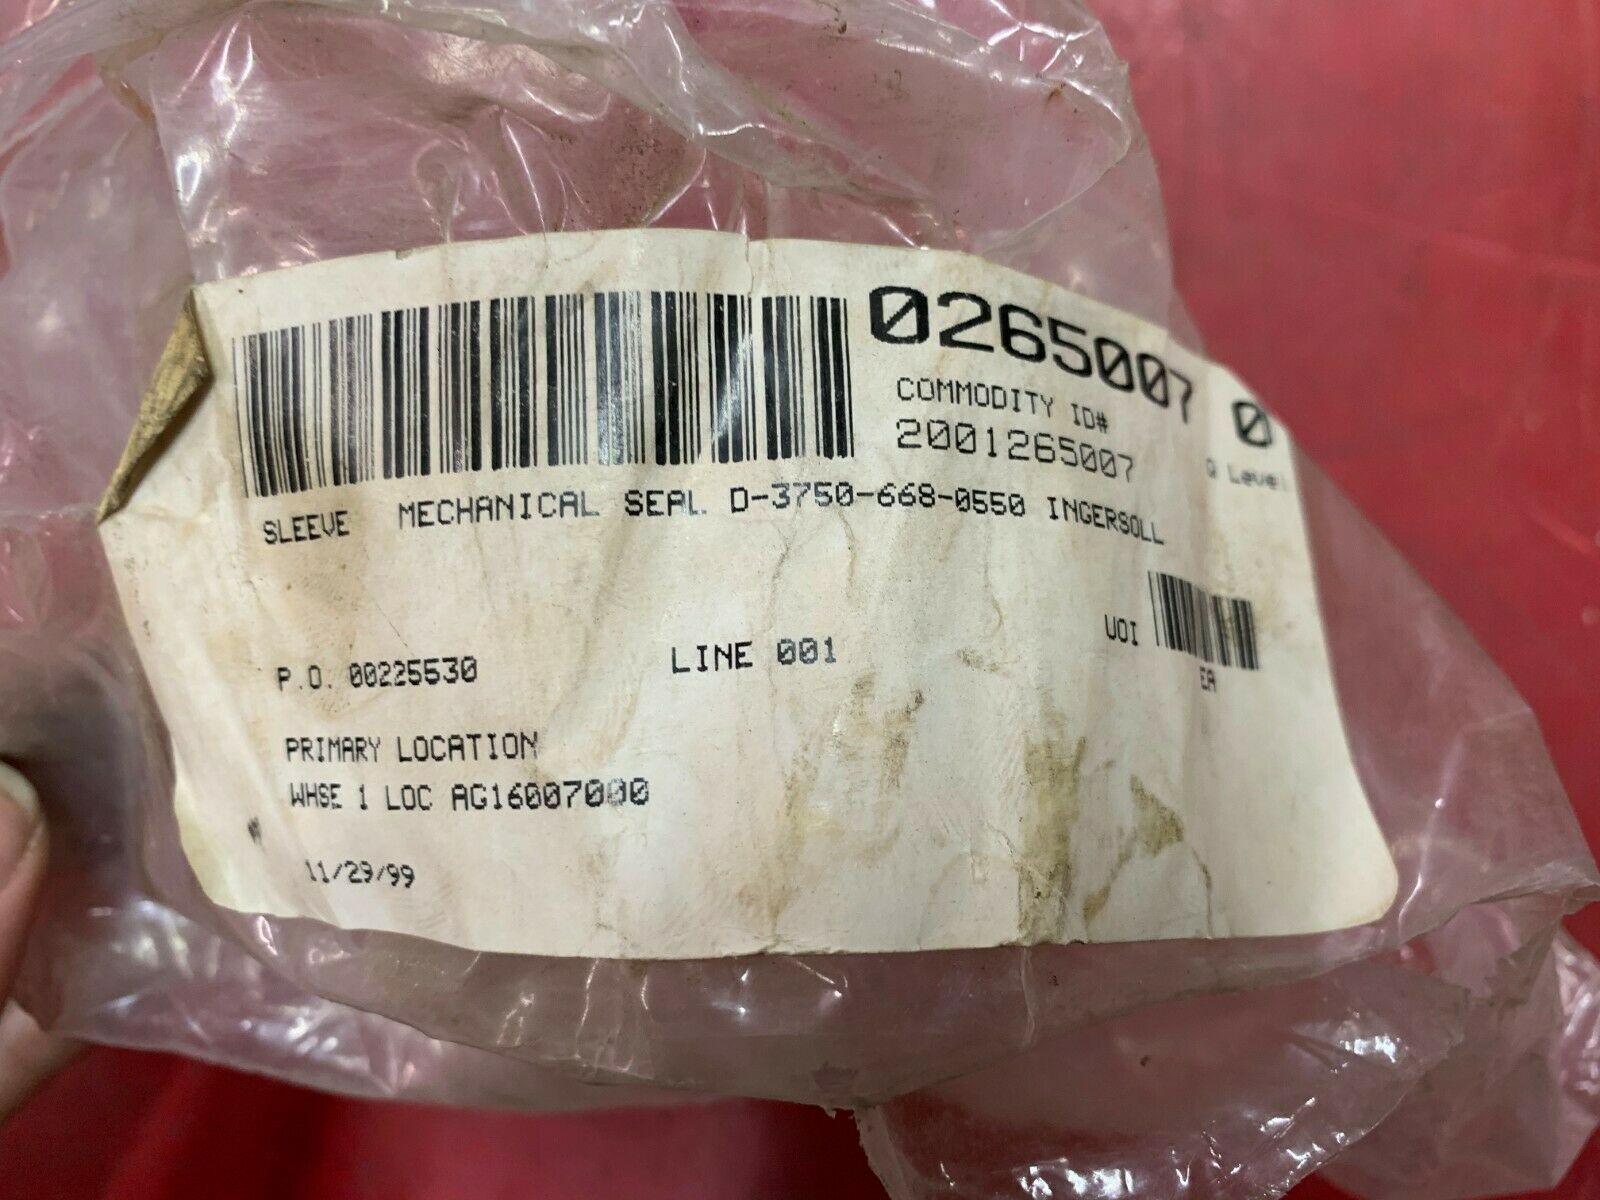 0265007 0
COMMODITY ID#
2001265007
Q Level
SLEEVE MECHANICAL SEAL D-3750-668-0550 INGERSOLL
UOI
EA
P.O. 00225530 LINE 001
PRIMARY LOCATION
WHSE 1 LOC AG16007000
11/29/99